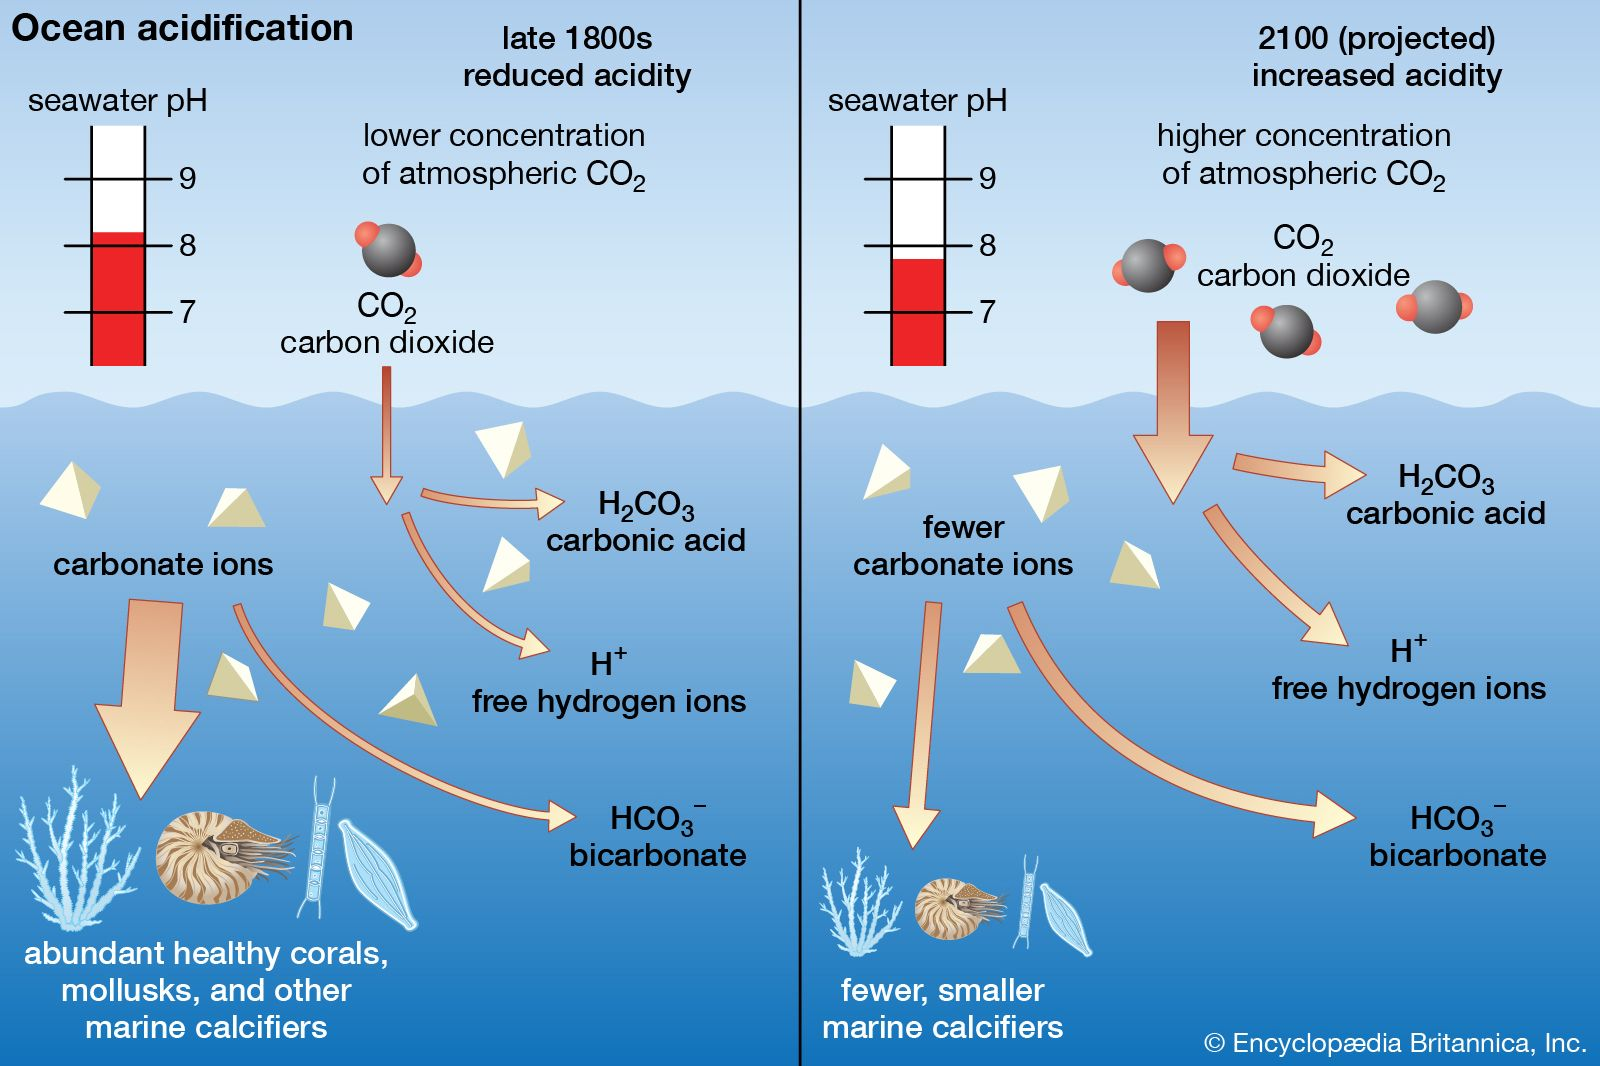 Ocean acidification
late 1800s
reduced acidity
seawater pH
lower concentration
of atmospheric CO₂
9
8
7
CO₂
carbon dioxide
H₂CO₃
carbonic acid
carbonate ions
H⁺
free hydrogen ions
HCO₃⁻
bicarbonate
abundant healthy corals,
mollusks, and other
marine calcifiers
2100 (projected)
increased acidity
seawater pH
higher concentration
of atmospheric CO₂
9
8
7
CO₂
carbon dioxide
H₂CO₃
carbonic acid
fewer
carbonate ions
H⁺
free hydrogen ions
HCO₃⁻
bicarbonate
fewer, smaller
marine calcifiers
© Encyclopædia Britannica, Inc.